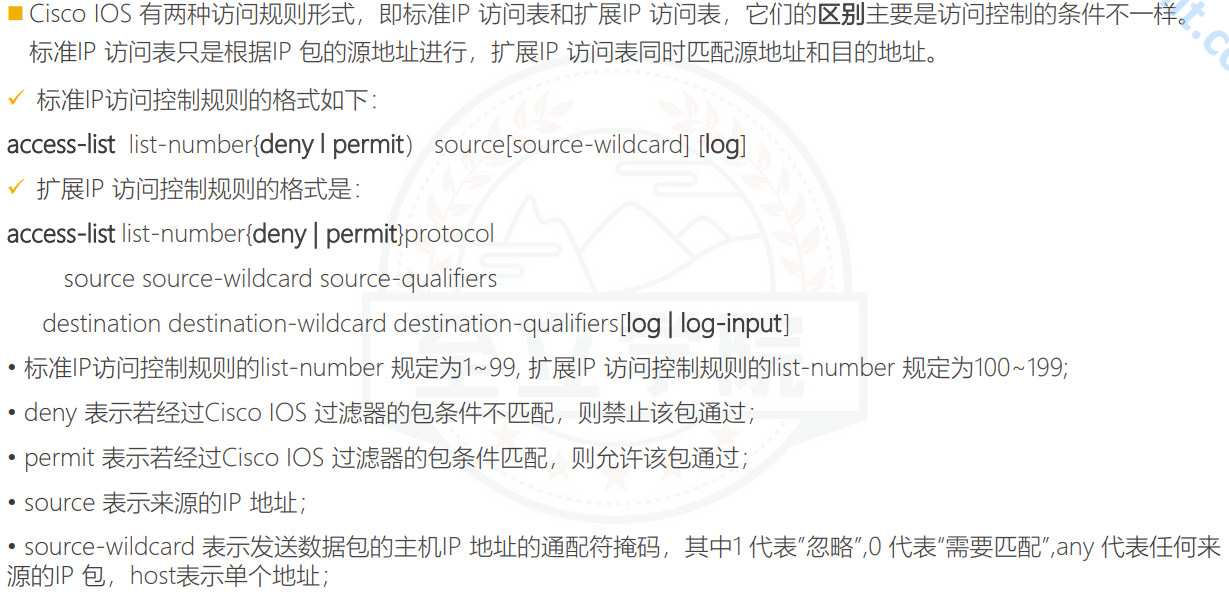 Cisco IOS 有两种访问规则形式，即标准IP 访问表和扩展IP 访问表，它们的区别主要是访问控制的条件不一样。
标准IP 访问表只是根据IP 包的源地址进行，扩展IP 访问表同时匹配源地址和目的地址。
✓ 标准IP访问控制规则的格式如下：
access-list list-number{deny l permit） source[source-wildcard] [log]
✓ 扩展IP 访问控制规则的格式是：
access-list list-number{deny | permit}protocol
source source-wildcard source-qualifiers
destination destination-wildcard destination-qualifiers[log | log-input]
• 标准IP访问控制规则的list-number 规定为1~99, 扩展IP 访问控制规则的list-number 规定为100~199;
• deny 表示若经过Cisco IOS 过滤器的包条件不匹配，则禁止该包通过；
• permit 表示若经过Cisco IOS 过滤器的包条件匹配，则允许该包通过；
• source 表示来源的IP 地址；
• source-wildcard 表示发送数据包的主机IP 地址的通配符掩码，其中1 代表”忽略”,0 代表“需要匹配”,any 代表任何来
源的IP 包，host表示单个地址；